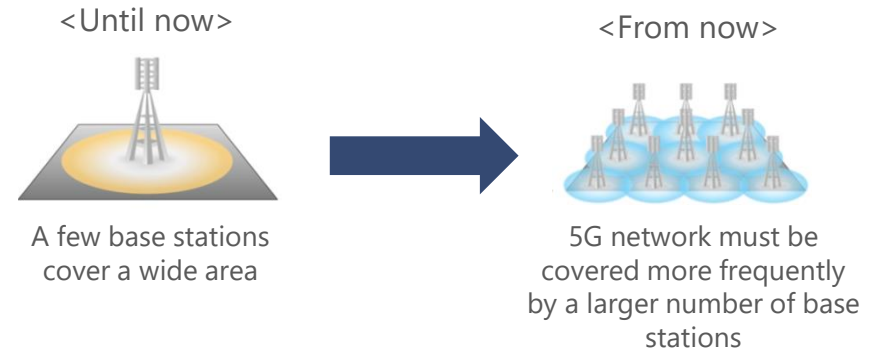 <Until now>
A few base stations
cover a wide area
<From now>
5G network must be
covered more frequently
by a larger number of base
stations